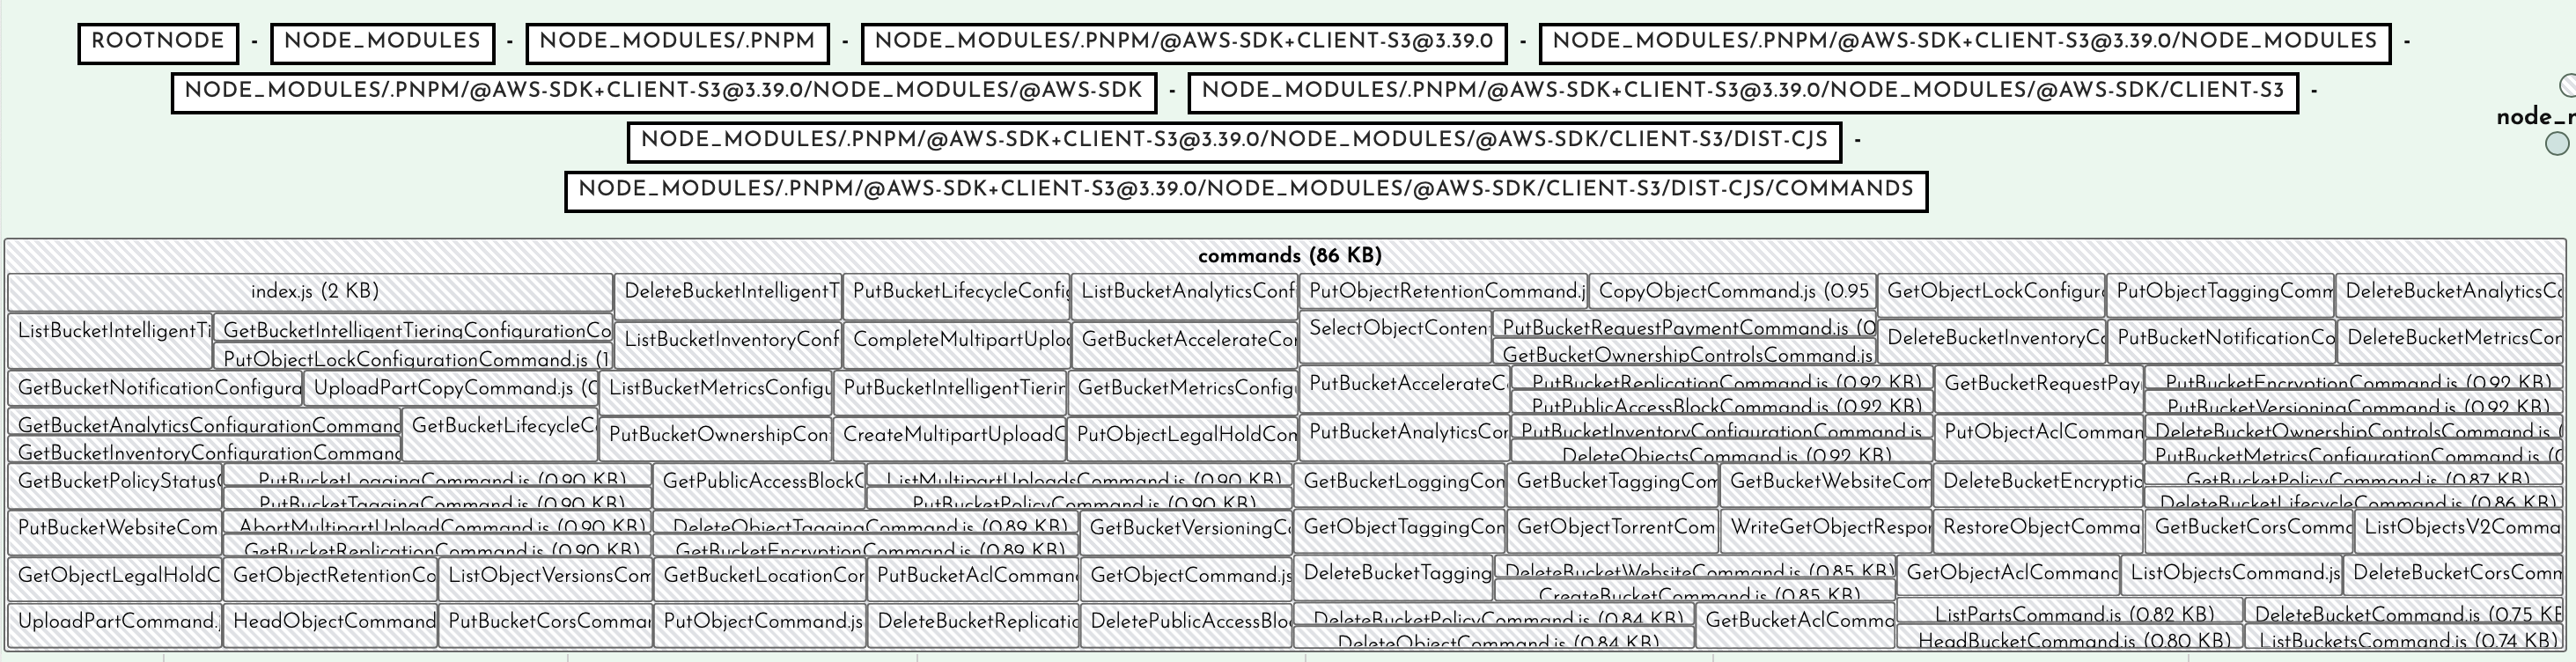 ROOTNODE - NODE_MODULES - NODE_MODULES/.PNPM - NODE_MODULES/.PNPM/@AWS-SDK+CLIENT-S3@3.39.0 - NODE_MODULES/.PNPM/@AWS-SDK+CLIENT-S3@3.39.0/NODE_MODULES -
NODE_MODULES/.PNPM/@AWS-SDK+CLIENT-S3@3.39.0/NODE_MODULES/@AWS-SDK - NODE_MODULES/.PNPM/@AWS-SDK+CLIENT-S3@3.39.0/NODE_MODULES/@AWS-SDK/CLIENT-S3 -
node_r
NODE_MODULES/.PNPM/@AWS-SDK+CLIENT-S3@3.39.0/NODE_MODULES/@AWS-SDK/CLIENT-S3/DIST-CJS -
NODE_MODULES/.PNPM/@AWS-SDK+CLIENT-S3@3.39.0/NODE_MODULES/@AWS-SDK/CLIENT-S3/DIST-CJS/COMMANDS
commands (86 KB)
index.js (2 KB) DeleteBucketIntelligentT PutBucketLifecycleConfig ListBucketAnalyticsConf PutObjectRetentionCommand.j CopyObjectCommand.js (0.95 GetObjectLockConfigur PutObjectTaggingComm DeleteBucketAnalyticsC
ListBucketIntelligentTi GetBucketIntelligentTieringConfigurationCo ListBucketInventoryConf CompleteMultipartUploa GetBucketAccelerateCo SelectObjectConten PutBucketRequestPaymentCommand.js (0 DeleteBucketInventoryC PutBucketNotificationCo DeleteBucketMetricsCor
PutObjectLockConfigurationCommand.js (1 GetBucketOwnershipControlsCommand.js
GetBucketNotificationConfigura UploadPartCopyCommand.js (0 ListBucketMetricsConfigu PutBucketIntelligentTierin GetBucketMetricsConfig PutBucketAccelerateC PutBucketReplicationCommand.js (0.92 KB) GetBucketRequestPay PutBucketEncryptionCommand.js (0.92 KB)
PutPublicAccessBlockCommand.js (0.92 KB) PutBucketVersioningCommand.js (0.92 KB)
GetBucketAnalyticsConfigurationCommand GetBucketLifecycleC PutBucketOwnershipCon CreateMultipartUploadC PutObjectLegalHoldCom PutBucketAnalyticsCor PutBucketInventoryConfigurationCommand.js PutObjectAclComman DeleteBucketOwnershipControlsCommand.js (
GetBucketInventoryConfigurationCommand DeleteObjectsCommand.js (0.92 KB) PutBucketMetricsConfigurationCommand.js (0
GetBucketPolicyStatus PutBucketLoggingCommand.js (0.90 KB) GetPublicAccessBlockC ListMultipartUploadsCommand.js (0.90 KB) GetBucketLoggingCon GetBucketTaggingCom GetBucketWebsiteCom DeleteBucketEncryptio GetBucketPolicyCommand.js (0.87 KB)
PutBucketTaggingCommand.js (0.90 KB) PutBucketPolicyCommand.js (0.90 KB) DeleteBucketLifecycleCommand.js (0.86 KB)
PutBucketWebsiteCom AbortMultipartUploadCommand.js (0.90 KB) DeleteObjectTaggingCommand.js (0.89 KB) GetBucketVersioningC GetObjectTaggingCon GetObjectTorrentCom WriteGetObjectRespor RestoreObjectComma GetBucketCorsComma ListObjectsV2Comma
GetBucketReplicationCommand.js (0.90 KB) GetBucketEncryptionCommand.js (0.89 KB)
GetObjectLegalHoldC GetObjectRetentionCo ListObjectVersionsCom GetBucketLocationCor PutBucketAclComman GetObjectCommand.js DeleteBucketTagging DeleteBucketWebsiteCommand.js (0.85 KB) GetObjectAclCommand ListObjectsCommand.js DeleteBucketCorsComm
CreateBucketCommand.js (0.85 KB)
UploadPartCommand.j HeadObjectCommand PutBucketCorsComman PutObjectCommand.js DeleteBucketReplicatio DeletePublicAccessBlo DeleteBucketPolicyCommand.js (0.84 KB) GetBucketAclComma ListPartsCommand.js (0.82 KB) DeleteBucketCommand.js (0.75 KB
DeleteObjectCommand.js (0.84 KB) HeadBucketCommand.js (0.80 KB) ListBucketsCommand.js (0.74 KB)